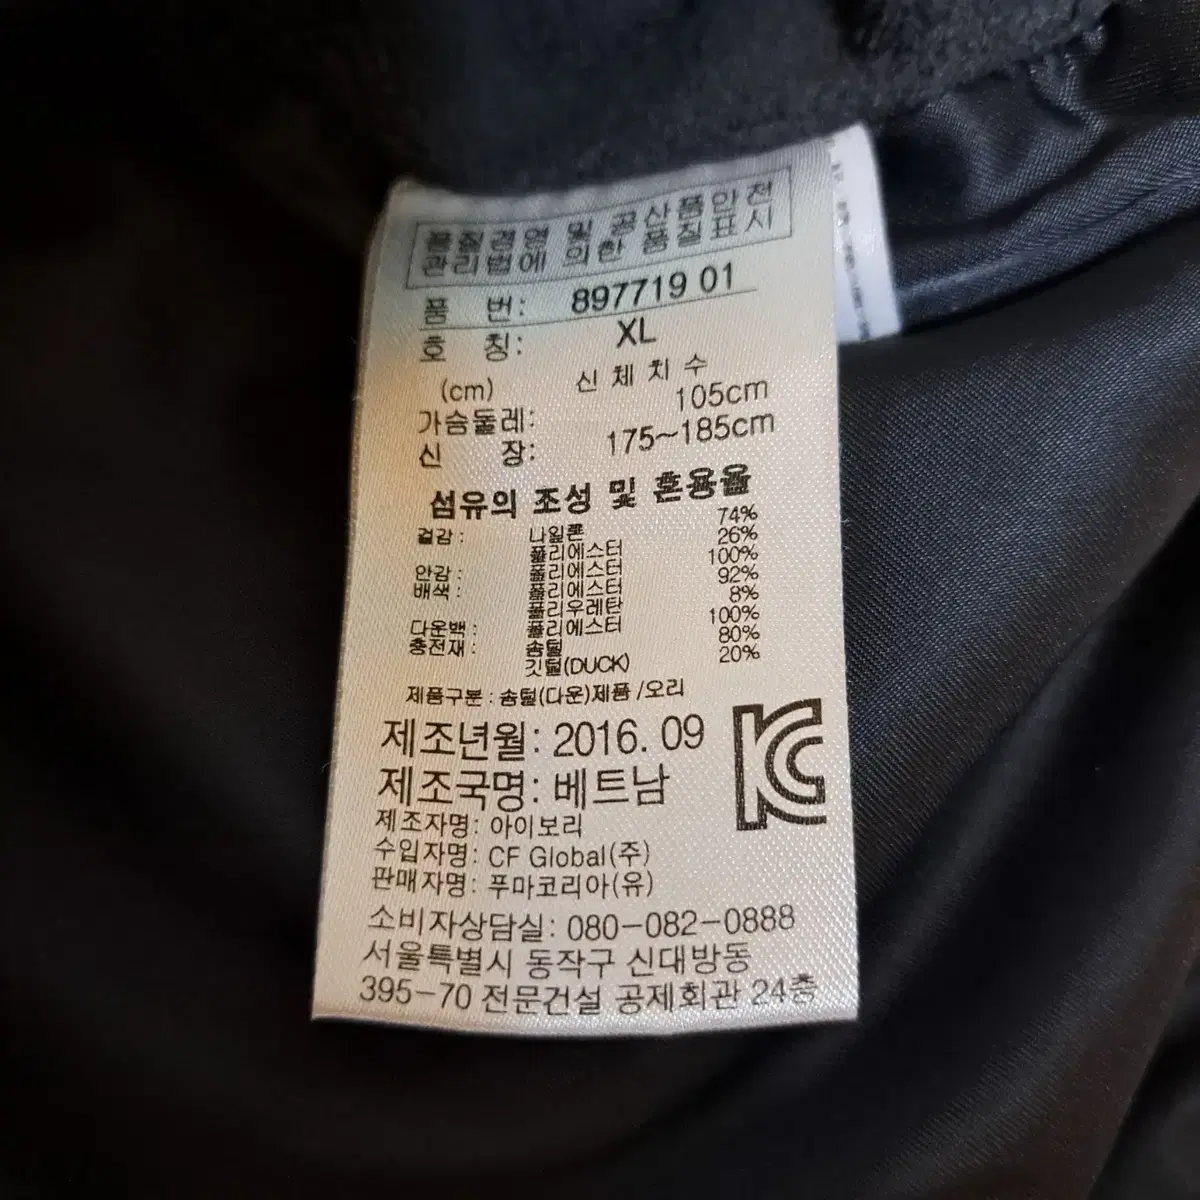 품질경영 및 공산품안전
관리법에 의한 품질표시
품 번: 897719 01
호 칭: XL
(cm) 신 체 치 수
가슴둘레: 105cm
신 장: 175~185cm
섬유의 조성 및 혼용율
겉감 : 나일론 74%
폴리에스터 26%
안감 : 폴리에스터 100%
배색 : 폴리에스터 92%
폴리우레탄 8%
다운백 : 폴리에스터 100%
충전재 : 솜털 80%
깃털(DUCK) 20%
제품구분 : 솜털(다운)제품 /오리
제조년월: 2016. 09
제조국명: 베트남
KC
제조자명: 아이보리
수입자명: CF Global(주)
판매자명: 푸마코리아(유)
소비자상담실: 080-082-0888
서울특별시 동작구 신대방동
395-70 전문건설 공제회관 24층